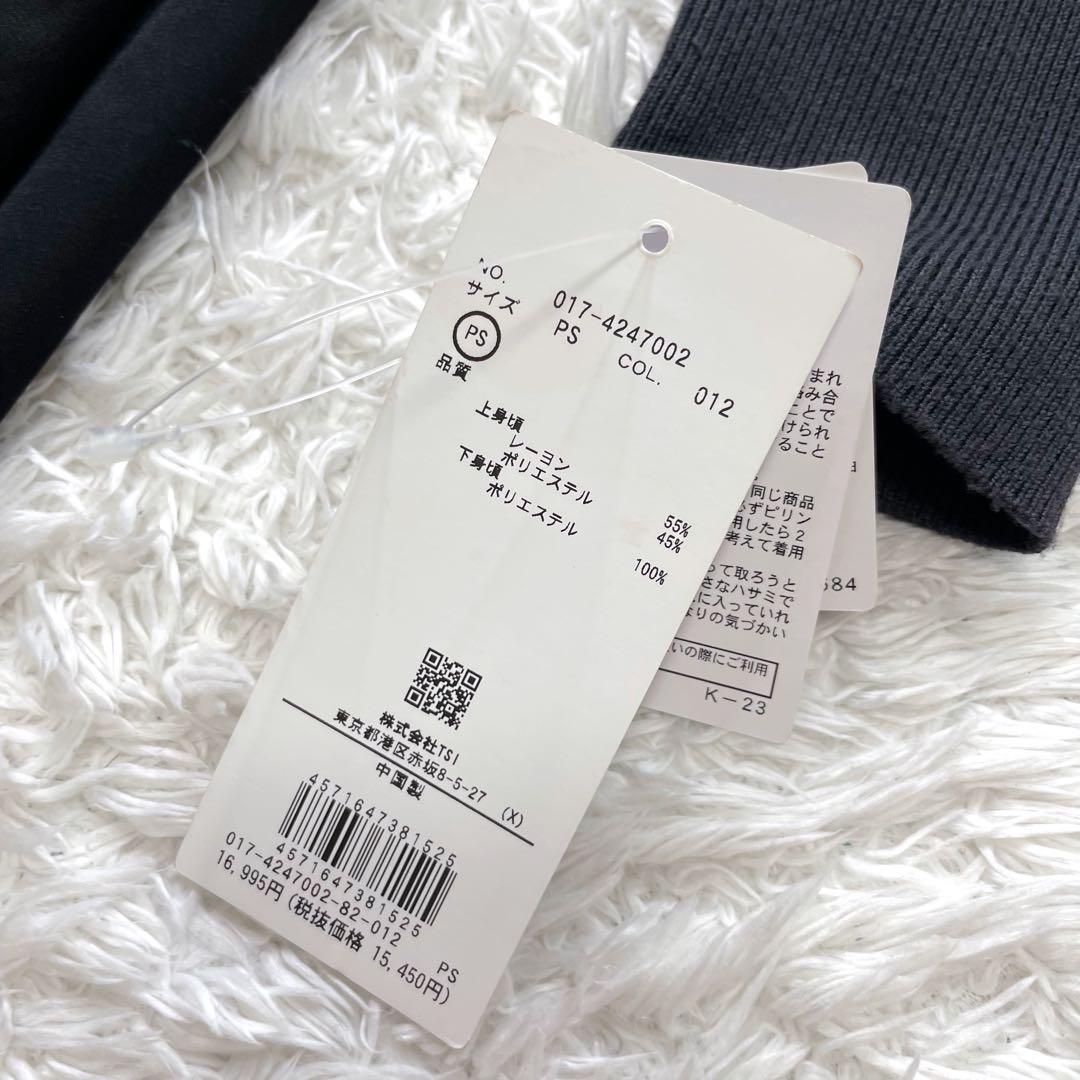 NO. 017-4247002
サイズ PS COL. 012
PS
品質
上身頃
レーヨン 55%
ポリエステル 45%
下身頃
ポリエステル 100%
株式会社TSI
東京都港区赤坂8-5-27 (X)
中国製
4571647381525
4571647381525
017-4247002-82-012 PS
16,995円(税抜価格 15,450円)
まれ
み合
ことで
けられ
ること
同じ商品
必ずピリン
用したら2
考えて着用
って取ろうと
さなハサミで
に入っていれ
なりの気づかい
いの際にご利用
K-23
684